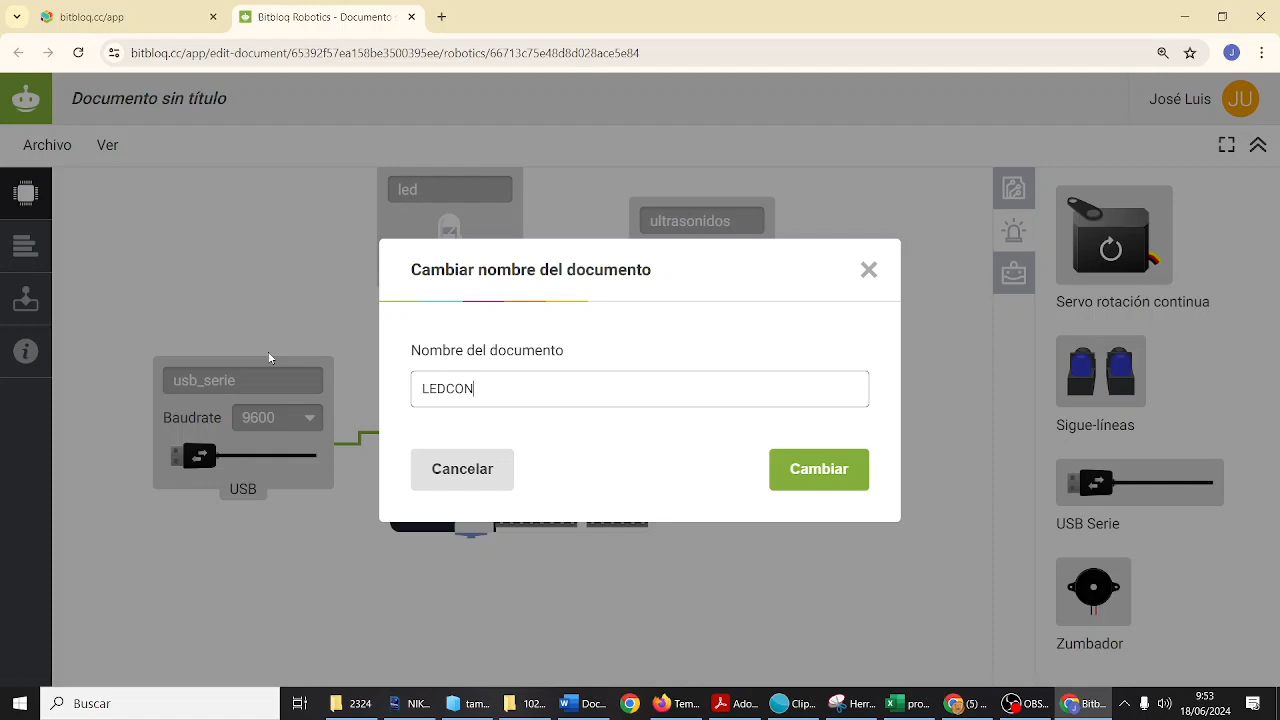 bitbloq.cc/app
Bitbloq Robotics - Documento
bitbloq.cc/app/edit-document/65392f57ea158be3500395ee/robotics/66713c75e48d8d028ace5e84
J
Documento sin título
José Luis
JU
Archivo
Ver
led
ultrasonidos
Servo rotación continua
Cambiar nombre del documento
Nombre del documento
LEDCON
Cancelar
Cambiar
usb_serie
Baudrate
9600
USB
Sigue-líneas
USB Serie
Zumbador
Buscar
2324
NIK...
tam...
102...
Doc...
Tem...
Ado...
Clip...
Herr...
pro...
(5) ...
OBS...
Bitb...
9:53
18/06/2024